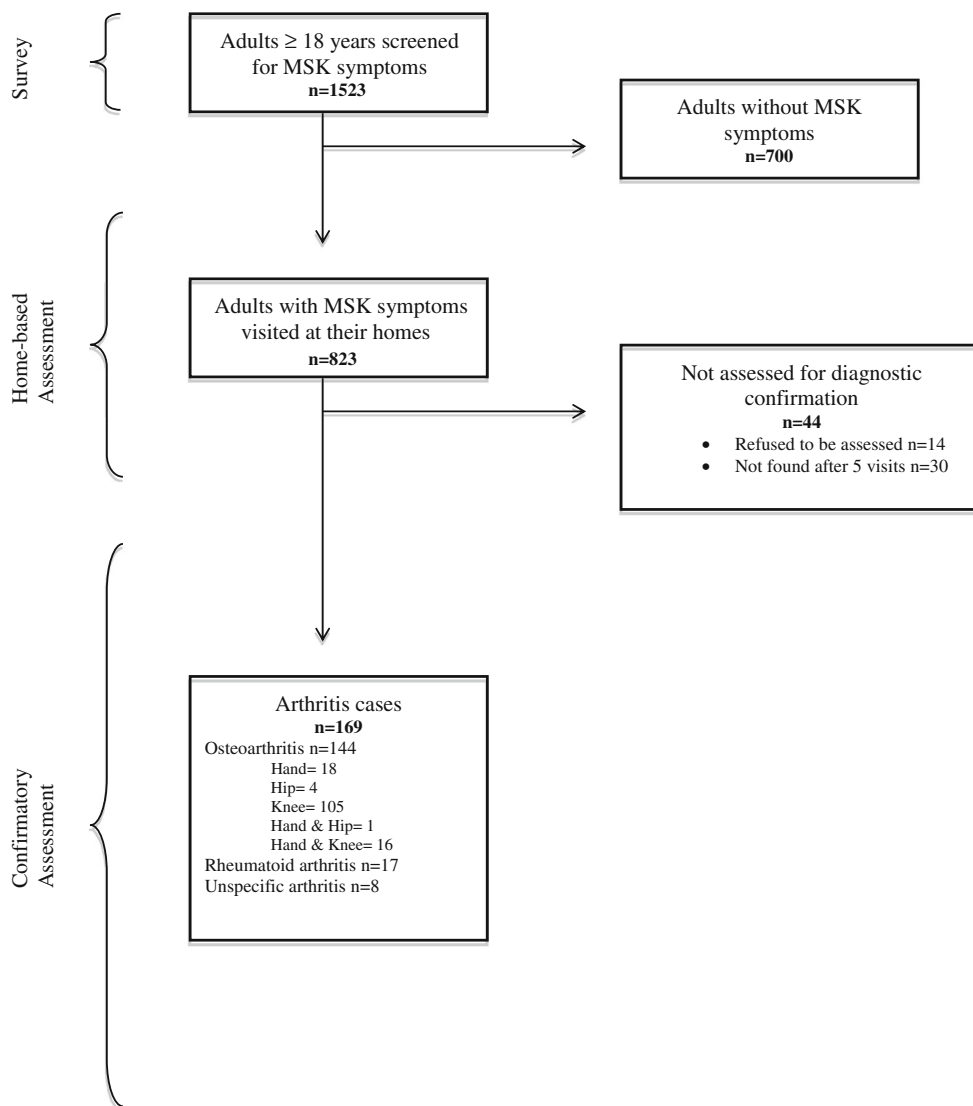 Survey
Adults ≥ 18 years screened
for MSK symptoms
n=1523
Adults without MSK
symptoms
n=700
Home-based
Assessment
Adults with MSK symptoms
visited at their homes
n=823
Not assessed for diagnostic
confirmation
n=44
• Refused to be assessed n=14
• Not found after 5 visits n=30
Confirmatory
Assessment
Arthritis cases
n=169
Osteoarthritis n=144
Hand= 18
Hip= 4
Knee= 105
Hand & Hip= 1
Hand & Knee= 16
Rheumatoid arthritis n=17
Unspecific arthritis n=8